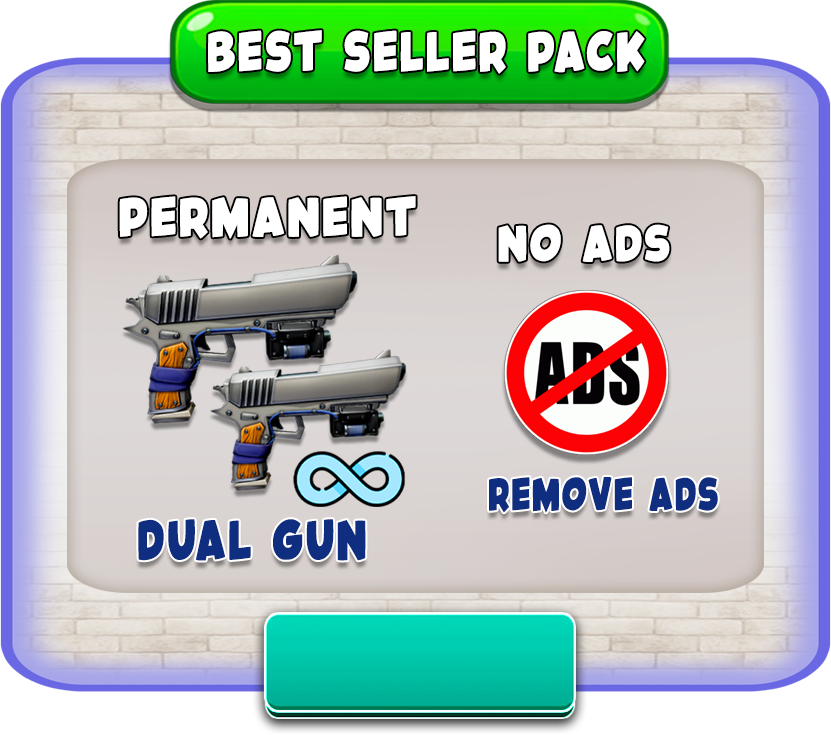 BEST SELLER PACK
PERMANENT
NO ADS
ADS
DUAL GUN
REMOVE ADS